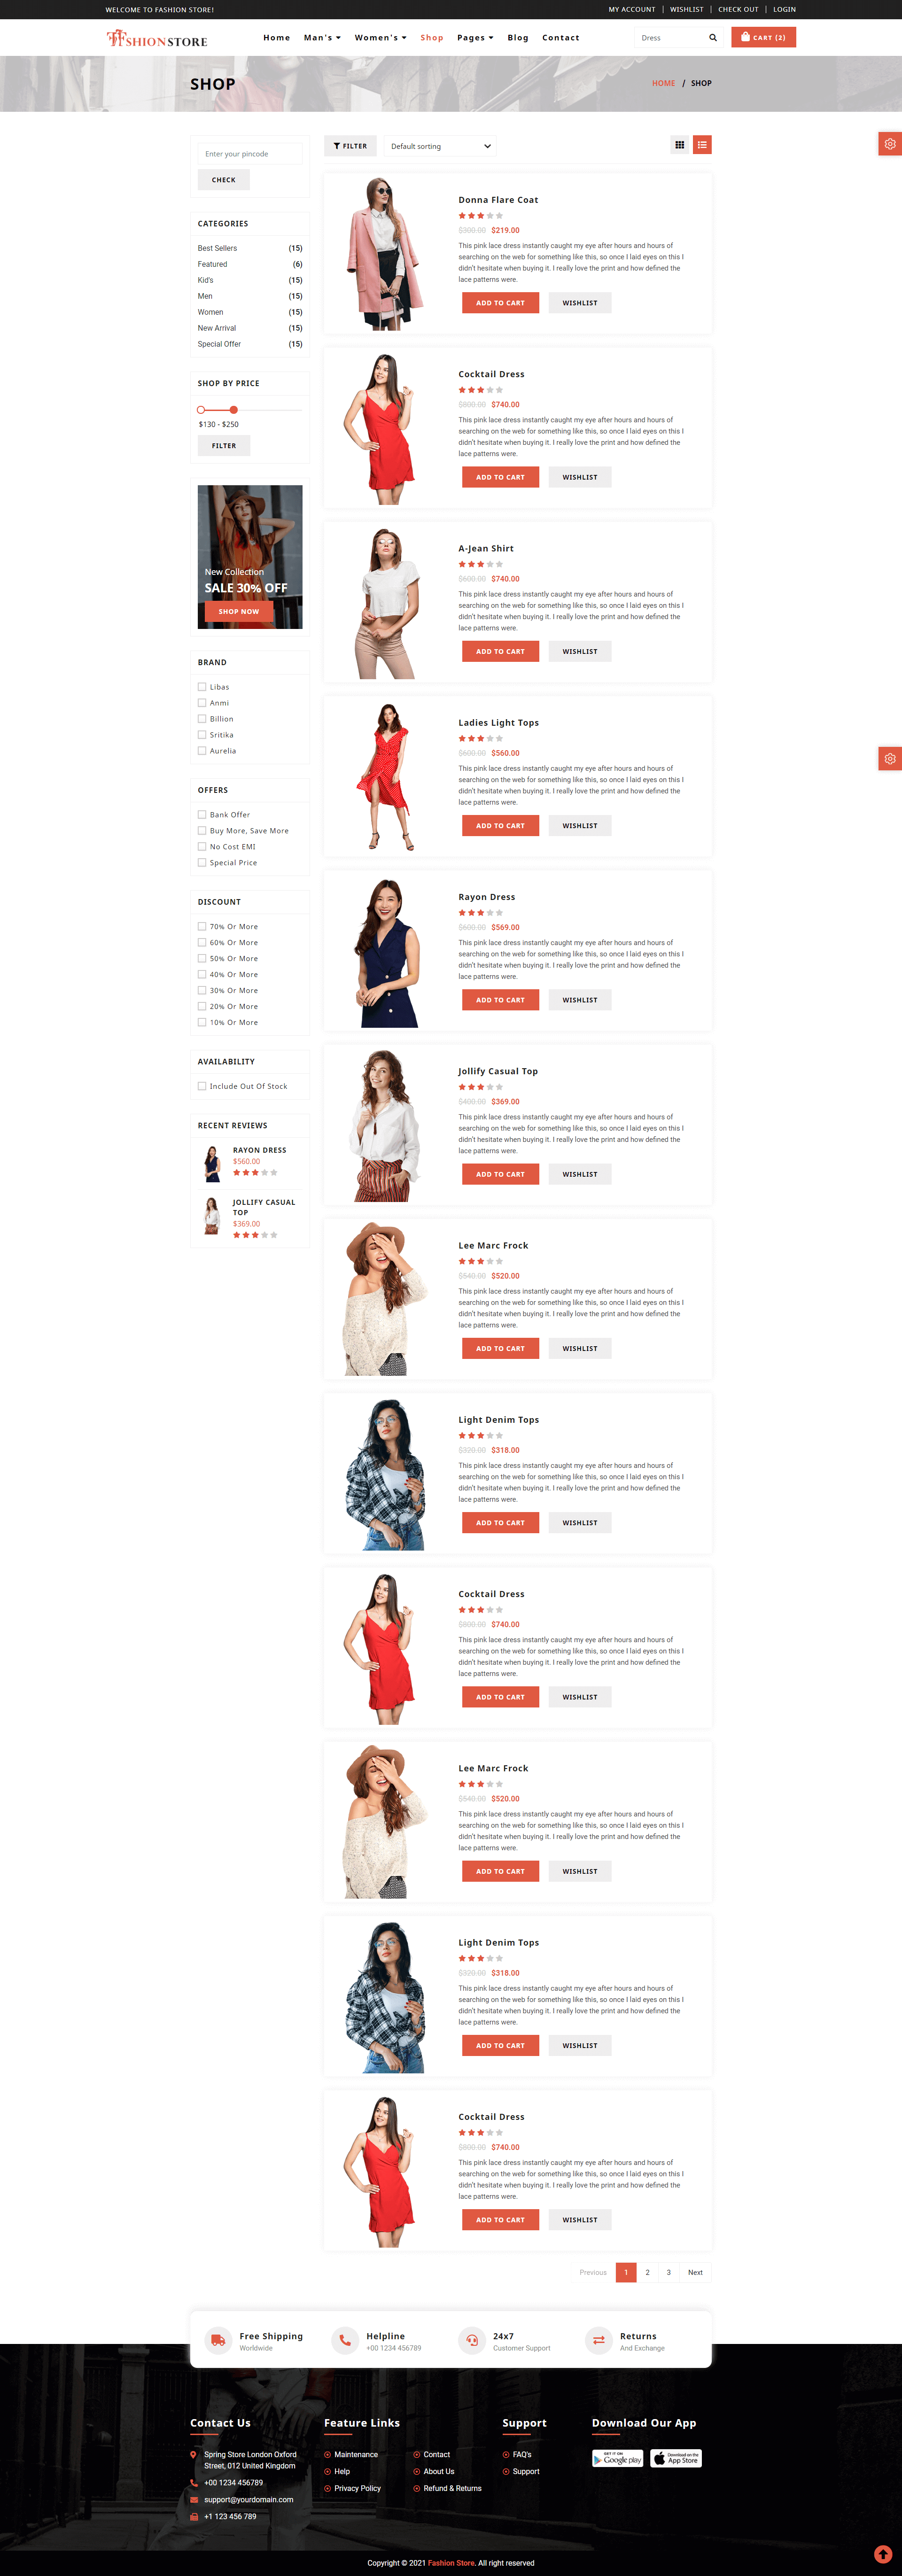 WELCOME TO FASHION STORE!
MY ACCOUNT | WISHLIST | CHECK OUT | LOGIN
FASHIONSTORE
Home Man's Women's Shop Pages Blog Contact
Dress
CART (2)
SHOP
HOME / SHOP
Enter your pincode
CHECK
CATEGORIES
Best Sellers (15)
Featured (6)
Kid's (15)
Men (15)
Women (15)
New Arrival (15)
Special Offer (15)
SHOP BY PRICE
$130 - $250
FILTER
New Collection
SALE 30% OFF
SHOP NOW
BRAND
Libas
Anmi
Billion
Sritika
Aurelia
OFFERS
Bank Offer
Buy More, Save More
No Cost EMI
Special Price
DISCOUNT
70% Or More
60% Or More
50% Or More
40% Or More
30% Or More
20% Or More
10% Or More
AVAILABILITY
Include Out Of Stock
RECENT REVIEWS
RAYON DRESS
$560.00
JOLLIFY CASUAL
TOP
$369.00
FILTER
Default sorting
Donna Flare Coat
$300.00 $219.00
This pink lace dress instantly caught my eye after hours and hours of
searching on the web for something like this, so once I laid eyes on this I
didn't hesitate when buying it. I really love the print and how defined the
lace patterns were.
ADD TO CART WISHLIST
Cocktail Dress
$800.00 $740.00
This pink lace dress instantly caught my eye after hours and hours of
searching on the web for something like this, so once I laid eyes on this I
didn't hesitate when buying it. I really love the print and how defined the
lace patterns were.
ADD TO CART WISHLIST
A-Jean Shirt
$600.00 $740.00
This pink lace dress instantly caught my eye after hours and hours of
searching on the web for something like this, so once I laid eyes on this I
didn't hesitate when buying it. I really love the print and how defined the
lace patterns were.
ADD TO CART WISHLIST
Ladies Light Tops
$600.00 $560.00
This pink lace dress instantly caught my eye after hours and hours of
searching on the web for something like this, so once I laid eyes on this I
didn't hesitate when buying it. I really love the print and how defined the
lace patterns were.
ADD TO CART WISHLIST
Rayon Dress
$600.00 $569.00
This pink lace dress instantly caught my eye after hours and hours of
searching on the web for something like this, so once I laid eyes on this I
didn't hesitate when buying it. I really love the print and how defined the
lace patterns were.
ADD TO CART WISHLIST
Jollify Casual Top
$400.00 $369.00
This pink lace dress instantly caught my eye after hours and hours of
searching on the web for something like this, so once I laid eyes on this I
didn't hesitate when buying it. I really love the print and how defined the
lace patterns were.
ADD TO CART WISHLIST
Lee Marc Frock
$540.00 $520.00
This pink lace dress instantly caught my eye after hours and hours of
searching on the web for something like this, so once I laid eyes on this I
didn't hesitate when buying it. I really love the print and how defined the
lace patterns were.
ADD TO CART WISHLIST
Light Denim Tops
$320.00 $318.00
This pink lace dress instantly caught my eye after hours and hours of
searching on the web for something like this, so once I laid eyes on this I
didn't hesitate when buying it. I really love the print and how defined the
lace patterns were.
ADD TO CART WISHLIST
Cocktail Dress
$800.00 $740.00
This pink lace dress instantly caught my eye after hours and hours of
searching on the web for something like this, so once I laid eyes on this I
didn't hesitate when buying it. I really love the print and how defined the
lace patterns were.
ADD TO CART WISHLIST
Lee Marc Frock
$540.00 $520.00
This pink lace dress instantly caught my eye after hours and hours of
searching on the web for something like this, so once I laid eyes on this I
didn't hesitate when buying it. I really love the print and how defined the
lace patterns were.
ADD TO CART WISHLIST
Light Denim Tops
$320.00 $318.00
This pink lace dress instantly caught my eye after hours and hours of
searching on the web for something like this, so once I laid eyes on this I
didn't hesitate when buying it. I really love the print and how defined the
lace patterns were.
ADD TO CART WISHLIST
Cocktail Dress
$800.00 $740.00
This pink lace dress instantly caught my eye after hours and hours of
searching on the web for something like this, so once I laid eyes on this I
didn't hesitate when buying it. I really love the print and how defined the
lace patterns were.
ADD TO CART WISHLIST
Previous 1 2 3 Next
Free Shipping
Worldwide
Helpline
+00 1234 456789
24x7
Customer Support
Returns
And Exchange
Contact Us
Spring Store London Oxford
Street, 012 United Kingdom
+00 1234 456789
support@yourdomain.com
+1 123 456 789
Feature Links
Maintenance
Help
Privacy Policy
Contact
About Us
Refund & Returns
Support
FAQ's
Support
Download Our App
GET IT ON
Google play
Download on the
App Store
Copyright © 2021 Fashion Store. All right reserved